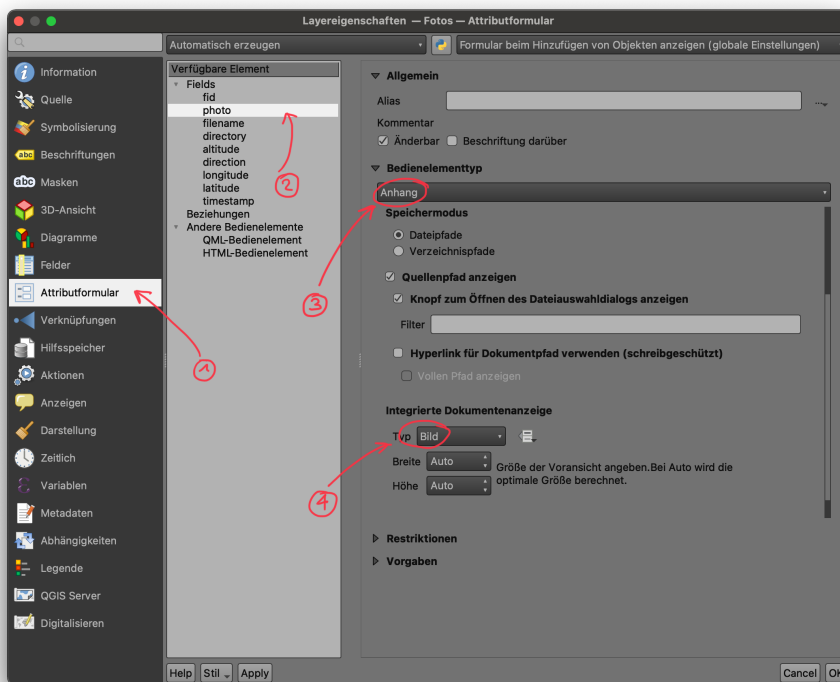 Layereigenschaften — Fotos — Attributformular
Automatisch erzeugen
Formular beim Hinzufügen von Objekten anzeigen (globale Einstellungen)
Information
Quelle
Symbolisierung
abc Beschriftungen
abc Masken
3D-Ansicht
Diagramme
Felder
Attributformular
Verknüpfungen
Hilfsspeicher
Aktionen
Anzeigen
Darstellung
Zeitlich
Variablen
Metadaten
Abhängigkeiten
Legende
QGIS Server
Digitalisieren
1
Verfügbare Element
Fields
fid
photo
filename
directory
altitude
direction
longitude
latitude
timestamp
Beziehungen
Andere Bedienelemente
QML-Bedienelement
HTML-Bedienelement
2
3
4
Allgemein
Alias
Kommentar
Änderbar
Beschriftung darüber
Bedienelementtyp
Anhang
Speichermodus
Dateipfade
Verzeichnispfade
Quellenpfad anzeigen
Knopf zum Öffnen des Dateiauswahldialogs anzeigen
Filter
Hyperlink für Dokumentpfad verwenden (schreibgeschützt)
Vollen Pfad anzeigen
Integrierte Dokumentenanzeige
Typ Bild
Breite Auto
Höhe Auto
Größe der Voransicht angeben.Bei Auto wird die
optimale Größe berechnet.
Restriktionen
Vorgaben
Help
Stil
Apply
Cancel
OK